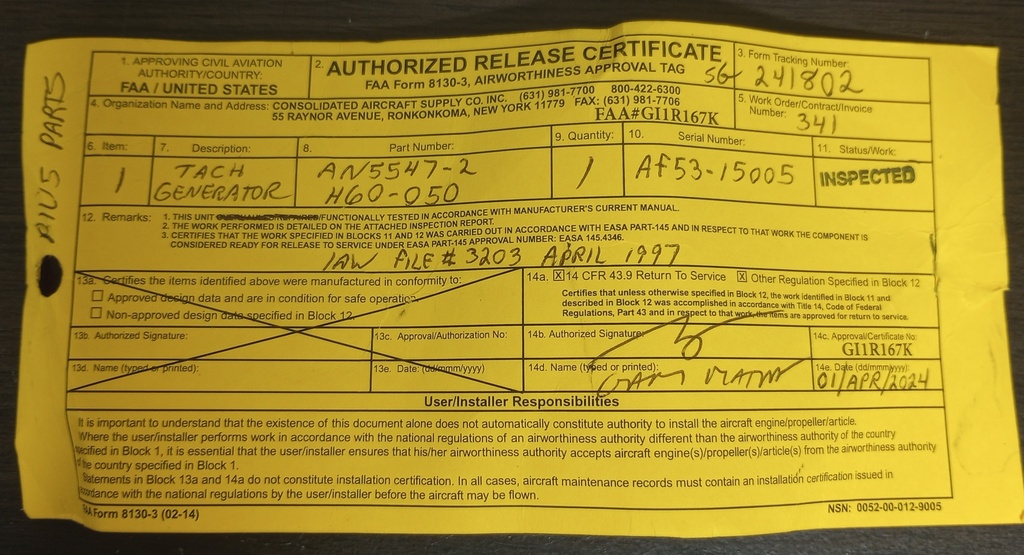 AIUS PARTS
1. APPROVING CIVIL AVIATION
AUTHORITY/COUNTRY:
FAA / UNITED STATES
2. AUTHORIZED RELEASE CERTIFICATE
FAA Form 8130-3, AIRWORTHINESS APPROVAL TAG
3. Form Tracking Number:
SG 241802
4. Organization Name and Address: CONSOLIDATED AIRCRAFT SUPPLY CO. INC. (631) 981-7700 800-422-6300
55 RAYNOR AVENUE, RONKONKOMA, NEW YORK 11779 FAX: (631) 981-7706
FAA#GI1R167K
5. Work Order/Contract/Invoice
Number: 341
6. Item:
1
7. Description:
TACH
GENERATOR
8. Part Number:
AN5547-2
H60-050
9. Quantity:
1
10. Serial Number:
AF53-15005
11. Status/Work:
INSPECTED
12. Remarks: 1. THIS UNIT /FUNCTIONALLY TESTED IN ACCORDANCE WITH MANUFACTURER'S CURRENT MANUAL.
2. THE WORK PERFORMED IS DETAILED ON THE ATTACHED INSPECTION REPORT.
3. CERTIFIES THAT THE WORK SPECIFIED IN BLOCKS 11 AND 12 WAS CARRIED OUT IN ACCORDANCE WITH EASA PART-145 AND IN RESPECT TO THAT WORK THE COMPONENT IS
CONSIDERED READY FOR RELEASE TO SERVICE UNDER EASA PART-145 APPROVAL NUMBER: EASA 145.4346.
IAW FILE # 3203 APRIL 1997
13a. Certifies the items identified above were manufactured in conformity to:
Approved design data and are in condition for safe operation.
Non-approved design data specified in Block 12.
14a. X 14 CFR 43.9 Return To Service X Other Regulation Specified in Block 12
Certifies that unless otherwise specified in Block 12, the work identified in Block 11 and
described in Block 12 was accomplished in accordance with Title 14, Code of Federal
Regulations, Part 43 and in respect to that work, the items are approved for return to service.
13b. Authorized Signature:
13c. Approval/Authorization No:
14b. Authorized Signature:
14c. Approval/Certificate No:
GI1R167K
13d. Name (typed or printed):
13e. Date: (dd/mmm/yyyy)
14d. Name (typed or printed):
14e. Date (dd/mmm/yyyy):
01/APR/2024
User/Installer Responsibilities
It is important to understand that the existence of this document alone does not automatically constitute authority to install the aircraft engine/propeller/article.
Where the user/installer performs work in accordance with the national regulations of an airworthiness authority different than the airworthiness authority of the country
specified in Block 1, it is essential that the user/installer ensures that his/her airworthiness authority accepts aircraft engine(s)/propeller(s)/article(s) from the airworthiness authority
of the country specified in Block 1.
Statements in Block 13a and 14a do not constitute installation certification. In all cases, aircraft maintenance records must contain an installation certification issued in
accordance with the national regulations by the user/installer before the aircraft may be flown.
FAA Form 8130-3 (02-14)
NSN: 0052-00-012-9005